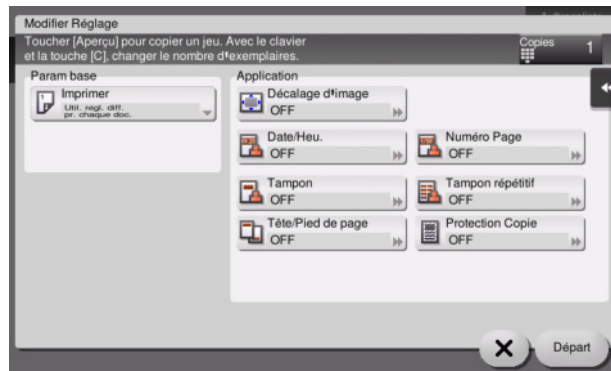 Modifier Réglage
Toucher [Aperçu] pour copier un jeu. Avec le clavier
et la touche [C], changer le nombre d'exemplaires.
Copies
1
Param base
Imprimer
Util. regl. diff.
pr. chaque doc.
Application
Décalage d'image
OFF
Date/Heu.
OFF
Numéro Page
OFF
Tampon
OFF
Tampon répétitif
OFF
Tête/Pied de page
OFF
Protection Copie
OFF
Départ